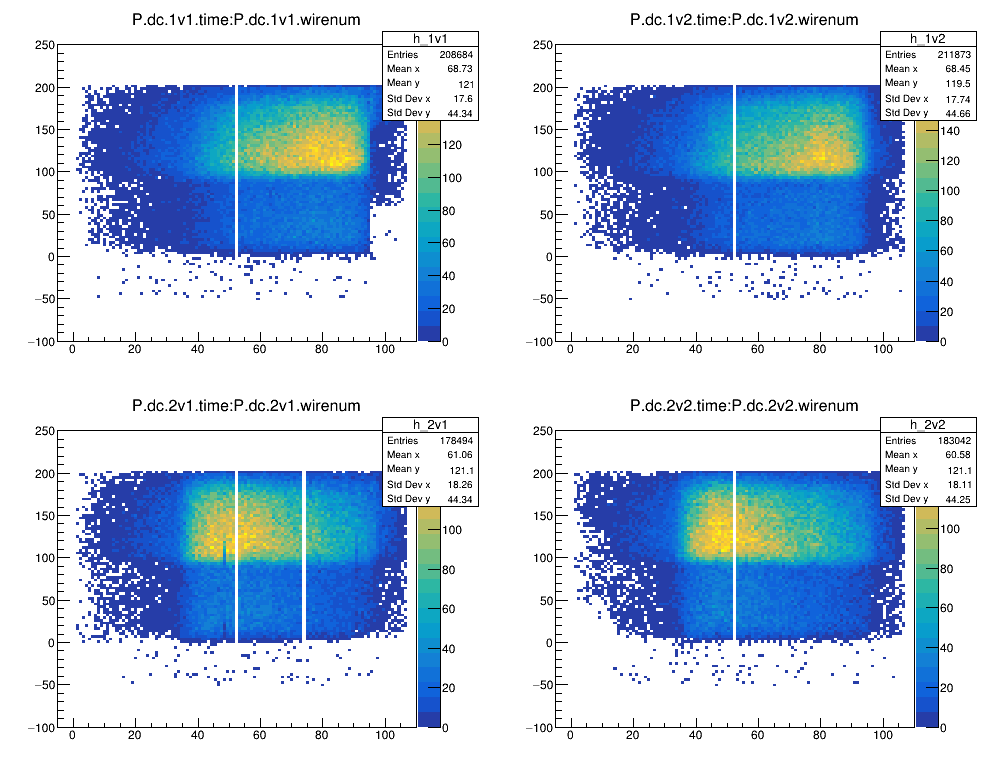 P.dc.1v1.time:P.dc.1v1.wirenum
h_1v1
Entries 208684
Mean x 68.73
Mean y 121
Std Dev x 17.6
Std Dev y 44.34
250
200
150
100
50
0
−50
−100
0 20 40 60 80 100
120
100
80
60
40
20
0
P.dc.1v2.time:P.dc.1v2.wirenum
h_1v2
Entries 211873
Mean x 68.45
Mean y 119.5
Std Dev x 17.74
Std Dev y 44.66
250
200
150
100
50
0
−50
−100
0 20 40 60 80 100
140
120
100
80
60
40
20
0
P.dc.2v1.time:P.dc.2v1.wirenum
h_2v1
Entries 178494
Mean x 61.06
Mean y 121.1
Std Dev x 18.26
Std Dev y 44.34
250
200
150
100
50
0
−50
−100
0 20 40 60 80 100
100
80
60
40
20
0
P.dc.2v2.time:P.dc.2v2.wirenum
h_2v2
Entries 183042
Mean x 60.58
Mean y 121.1
Std Dev x 18.11
Std Dev y 44.25
250
200
150
100
50
0
−50
−100
0 20 40 60 80 100
100
80
60
40
20
0